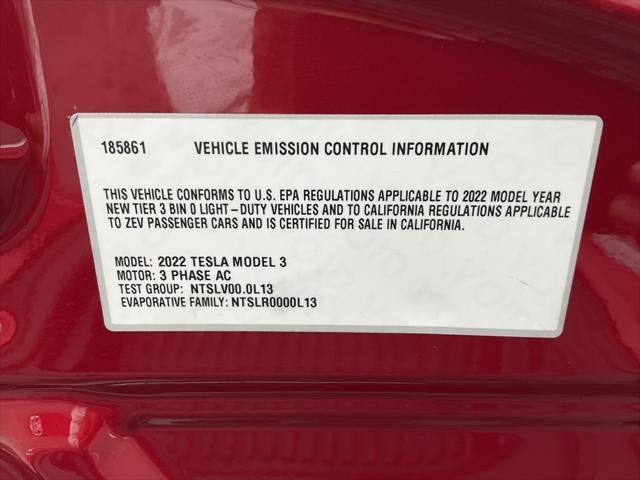 185861 VEHICLE EMISSION CONTROL INFORMATION
THIS VEHICLE CONFORMS TO U.S. EPA REGULATIONS APPLICABLE TO 2022 MODEL YEAR
NEW TIER 3 BIN 0 LIGHT-DUTY VEHICLES AND TO CALIFORNIA REGULATIONS APPLICABLE
TO ZEV PASSENGER CARS AND IS CERTIFIED FOR SALE IN CALIFORNIA.
MODEL: 2022 TESLA MODEL 3
MOTOR: 3 PHASE AC
TEST GROUP: NTSLV00.0L13
EVAPORATIVE FAMILY: NTSLR0000L13